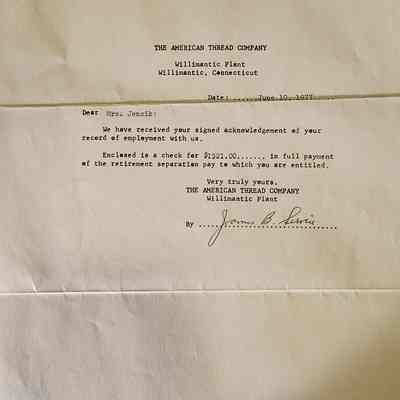 THE AMERICAN THREAD COMPANY
Willimantic Plant
Willimantic, Connecticut
Date: ......June 10, 1977.....
Dear Mrs. Jencik:
We have received your signed acknowledgement of your
record of employment with us.
Enclosed is a check for $1921.00......, in full payment
of the retirement separation pay to which you are entitled.
Very truly yours,
THE AMERICAN THREAD COMPANY
Willimantic Plant
By James B.